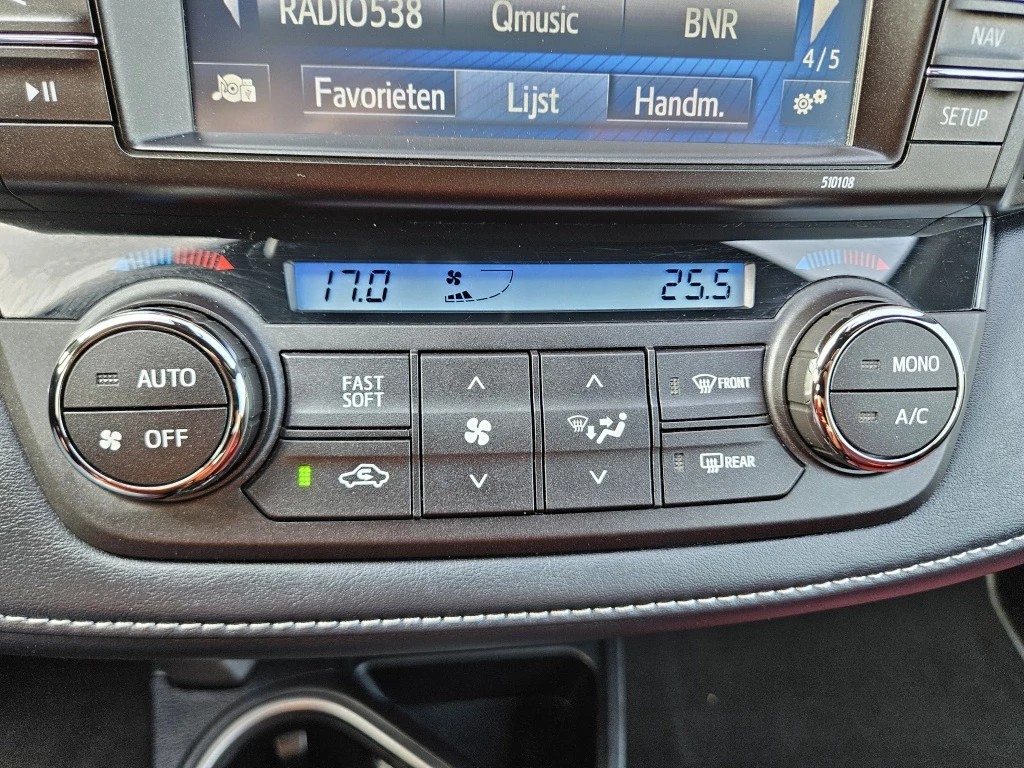 RADIO538 Qmusic BNR
4/5
NAV
Favorieten Lijst Handm.
SETUP
510108
17.0 25.5
AUTO
OFF
FAST
SOFT
FRONT
REAR
MONO
A/C